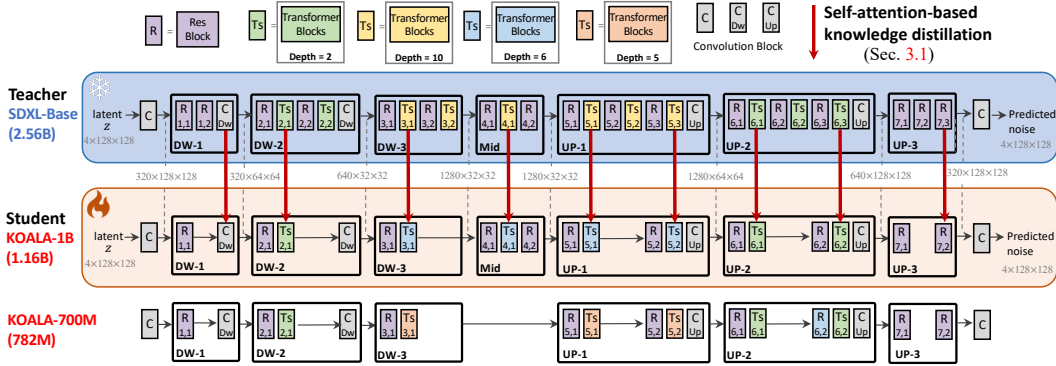 R = Res Block
Ts = Transformer Blocks Depth = 2
Ts = Transformer Blocks Depth = 10
Ts = Transformer Blocks Depth = 6
Ts = Transformer Blocks Depth = 5
C C Dw C Up
Convolution Block
Self-attention-based
knowledge distillation
(Sec. 3.1)
Teacher
SDXL-Base
(2.56B)
latent
z
4×128×128
C
R 1,1 R 1,2 C Dw
DW-1
R 2,1 Ts 2,1 R 2,2 Ts 2,2 C Dw
DW-2
R 3,1 Ts 3,1 R 3,2 Ts 3,2
DW-3
R 4,1 Ts 4,1 R 4,2
Mid
R 5,1 Ts 5,1 R 5,2 Ts 5,2 R 5,3 Ts 5,3 C Up
UP-1
R 6,1 Ts 6,1 R 6,2 Ts 6,2 R 6,3 Ts 6,3 C Up
UP-2
R 7,1 R 7,2 R 7,3
UP-3
C
Predicted
noise
4×128×128
320×128×128
320×64×64
640×32×32
1280×32×32
1280×32×32
1280×64×64
640×128×128
320×128×128
Student
KOALA-1B
(1.16B)
latent
z
4×128×128
C
R 1,1 C Dw
DW-1
R 2,1 Ts 2,1 C Dw
DW-2
R 3,1 Ts 3,1
DW-3
R 4,1 Ts 4,1 R 4,2
Mid
R 5,1 Ts 5,1 R 5,2 Ts 5,2 C Up
UP-1
R 6,1 Ts 6,1 R 6,2 Ts 6,2 C Up
UP-2
R 7,1 R 7,2
UP-3
C
Predicted
noise
4×128×128
KOALA-700M
(782M)
C
R 1,1 C Dw
DW-1
R 2,1 Ts 2,1 C Dw
DW-2
R 3,1 Ts 3,1
DW-3
R 5,1 Ts 5,1 R 5,2 Ts 5,2 C Up
UP-1
R 6,1 Ts 6,1 R 6,2 Ts 6,2 C Up
UP-2
R 7,1 R 7,2
UP-3
C